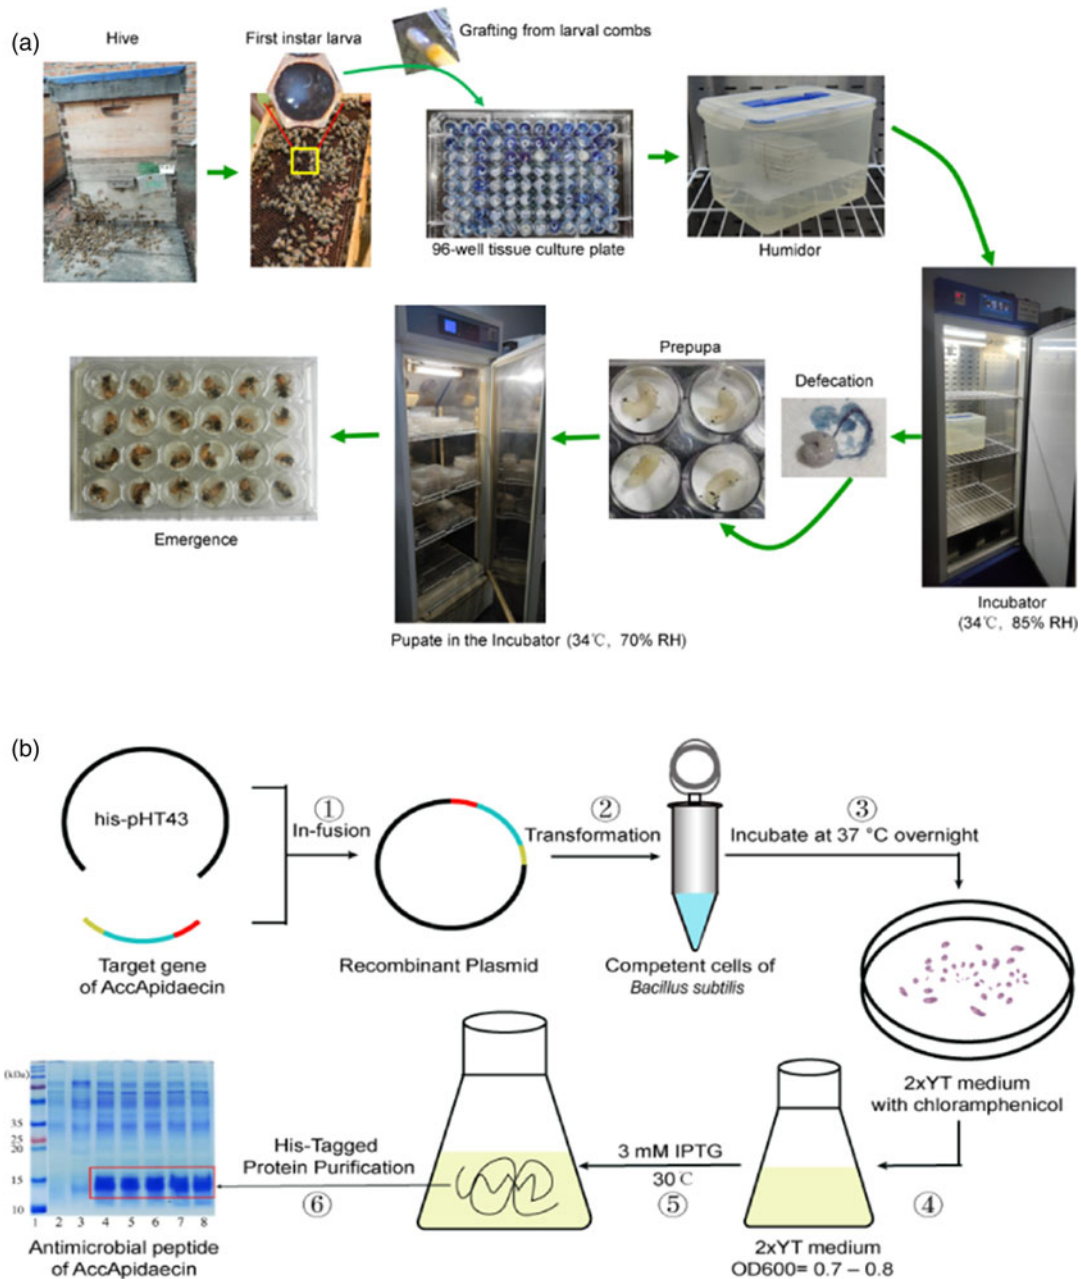 (a)
Hive
First instar larva
Grafting from larval combs
96-well tissue culture plate
Humidor
Prepupa
Defecation
Emergence
Pupate in the Incubator (34℃, 70% RH)
Incubator
(34℃, 85% RH)
(b)
his-pHT43
①
In-fusion
②
Transformation
③
Incubate at 37 °C overnight
Target gene
of AccApidaecin
Recombinant Plasmid
Competent cells of
Bacillus subtilis
2xYT medium
with chloramphenicol
(kDa)
35
25
20
15
10
1 2 3 4 5 6 7 8
His-Tagged
Protein Purification
⑥
3 mM IPTG
30℃
⑤
④
Antimicrobial peptide
of AccApidaecin
2xYT medium
OD600= 0.7 – 0.8